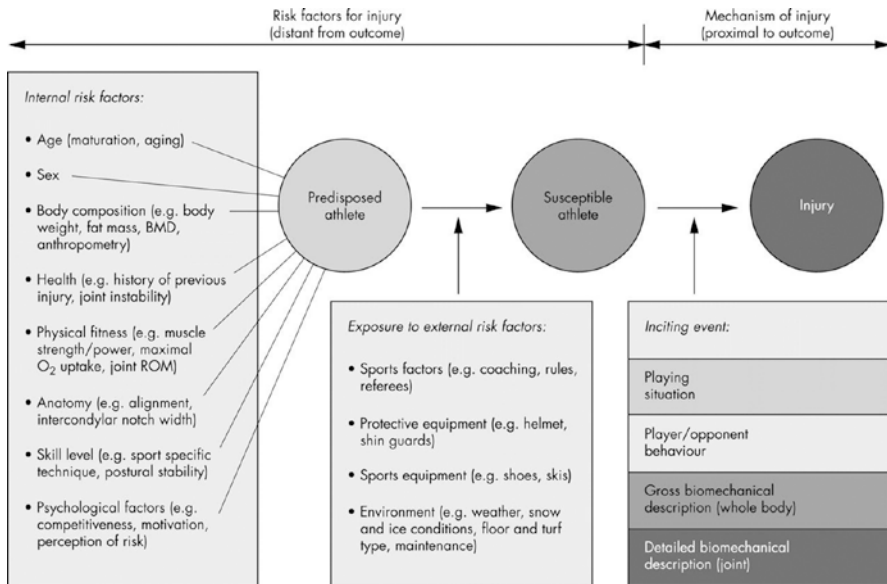 Risk factors for injury
(distant from outcome)
Mechanism of injury
(proximal to outcome)
Internal risk factors:
• Age (maturation, aging)
• Sex
• Body composition (e.g. body
weight, fat mass, BMD,
anthropometry)
• Health (e.g. history of previous
injury, joint instability)
• Physical fitness (e.g. muscle
strength/power, maximal
O₂ uptake, joint ROM)
• Anatomy (e.g. alignment,
intercondylar notch width)
• Skill level (e.g. sport specific
technique, postural stability)
• Psychological factors (e.g.
competitiveness, motivation,
perception of risk)
Predisposed
athlete
Susceptible
athlete
Injury
Exposure to external risk factors:
• Sports factors (e.g. coaching, rules,
referees)
• Protective equipment (e.g. helmet,
shin guards)
• Sports equipment (e.g. shoes, skis)
• Environment (e.g. weather, snow
and ice conditions, floor and turf
type, maintenance)
Inciting event:
Playing
situation
Player/opponent
behaviour
Gross biomechanical
description (whole body)
Detailed biomechanical
description (joint)